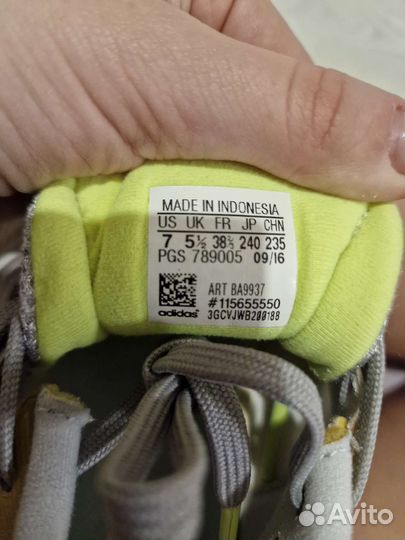 MADE IN INDONESIA
US UK FR JP CHN
7 5½ 38⅔ 240 235
PGS 789005 09/16
ART BA9937
#115655550
adidas
3GCVJWB200188
Avito